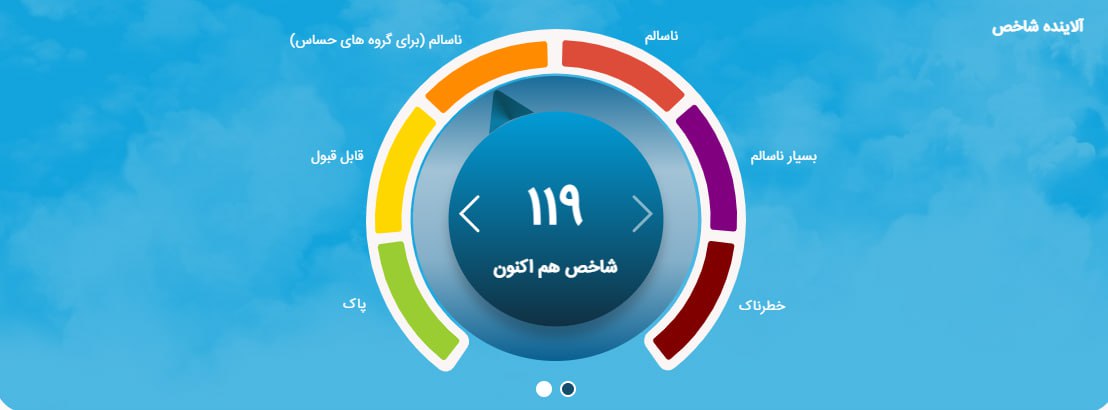 آلاینده شاخص
ناسالم
ناسالم (برای گروه های حساس)
بسیار ناسالم
قابل قبول
۱۱۹
شاخص هم اکنون
خطرناک
پاک